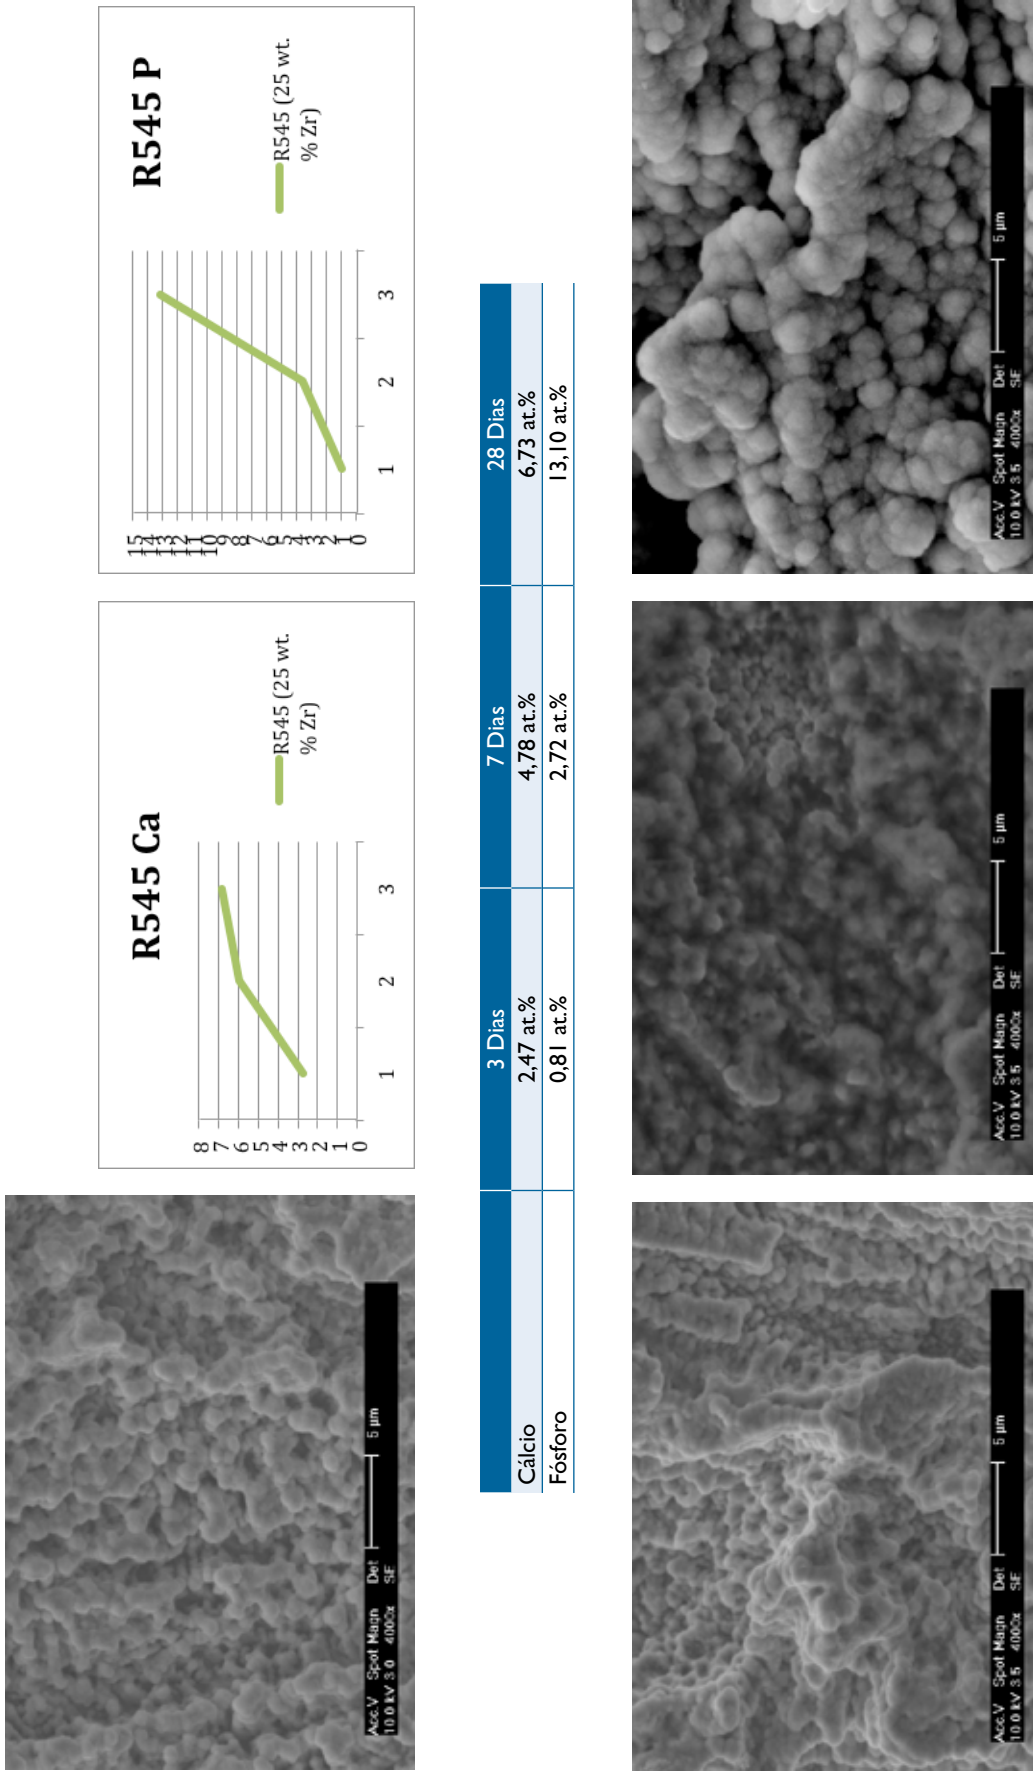 Acc.V Spot Magn Det
10.0 kV 3.0 4000x SE
5 µm
R545 Ca
8
7
6
5
4
3
2
1
0
1 2 3
R545 (25 wt.
% Zr)
R545 P
15
14
13
12
11
10
9
8
7
6
5
4
3
2
1
0
1 2 3
R545 (25 wt.
% Zr)
3 Dias 7 Dias 28 Dias
Cálcio 2,47 at.% 4,78 at.% 6,73 at.%
Fósforo 0,81 at.% 2,72 at.% 13,10 at.%
Acc.V Spot Magn Det
10.0 kV 3.5 4000x SE
5 µm
Acc.V Spot Magn Det
10.0 kV 3.5 4000x SE
5 µm
Acc.V Spot Magn Det
10.0 kV 3.5 4000x SE
5 µm